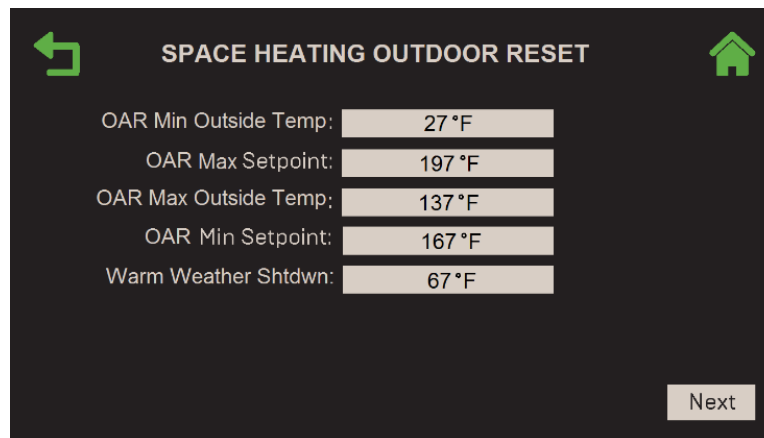 SPACE HEATING OUTDOOR RESET
OAR Min Outside Temp: 27°F
OAR Max Setpoint: 197°F
OAR Max Outside Temp: 137°F
OAR Min Setpoint: 167°F
Warm Weather Shtdwn: 67°F
Next